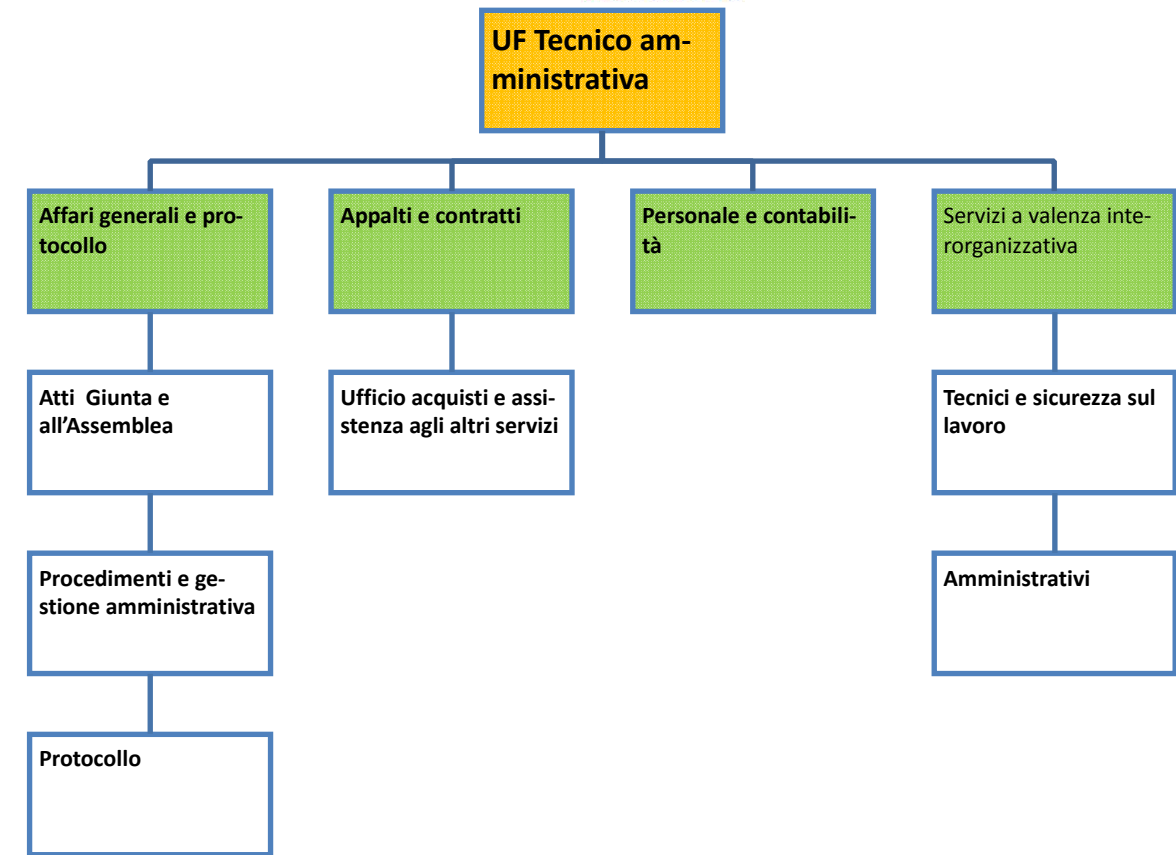 UF Tecnico am-
ministrativa
Affari generali e pro-
tocollo
Appalti e contratti
Personale e contabili-
tà
Servizi a valenza inte-
rorganizzativa
Atti  Giunta e
all’Assemblea
Ufficio acquisti e assi-
stenza agli altri servizi
Tecnici e sicurezza sul
lavoro
Procedimenti e ge-
stione amministrativa
Amministrativi
Protocollo